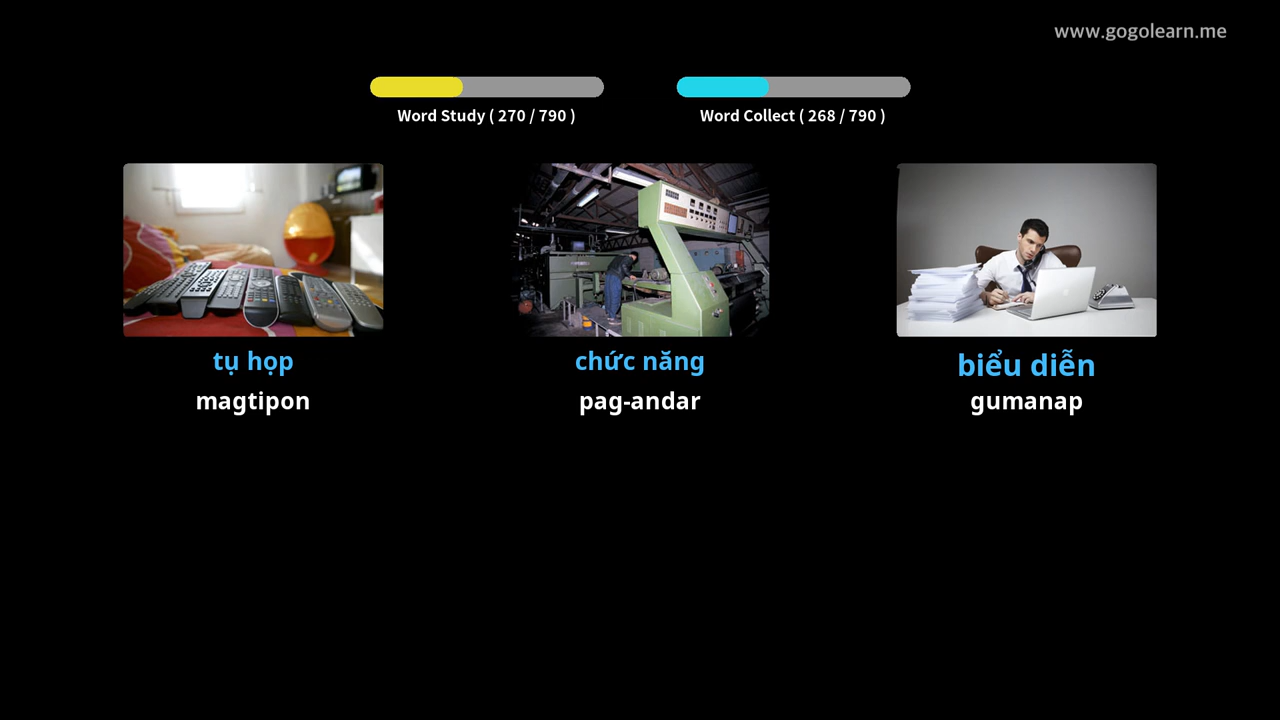 www.gogolearn.me
Word Study ( 270 / 790 )
Word Collect ( 268 / 790 )
tụ họp
magtipon
chức năng
pag-andar
biểu diễn
gumanap